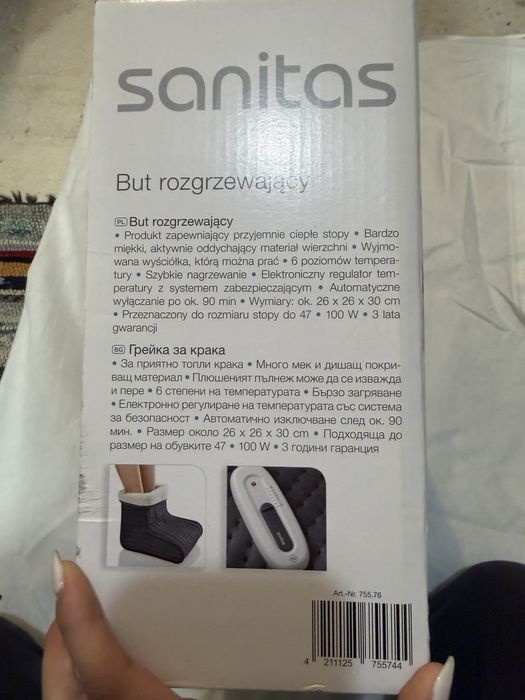 sanitas
But rozgrzewający
PL But rozgrzewający
• Produkt zapewniający przyjemnie ciepłe stopy • Bardzo
miękki, aktywnie oddychający materiał wierzchni • Wyjmo-
wana wyściółka, którą można prać • 6 poziomów tempera-
tury • Szybkie nagrzewanie • Elektroniczny regulator tem-
peratury z systemem zabezpieczającym • Automatyczne
wyłączanie po ok. 90 min • Wymiary: ok. 26 x 26 x 30 cm
• Przeznaczony do rozmiaru stopy do 47 • 100 W • 3 lata
gwarancji
BG Грейка за крака
• За приятно топли крака • Много мек и дишащ покри-
ващ материал • Плюшеният пълнеж може да се изважда
и пере • 6 степени на температурата • Бързо загряване
• Електронно регулиране на температурата със система
за безопасност • Автоматично изключване след ок. 90
мин. • Размер около 26 x 26 x 30 cm • Подходяща до
размер на обувките 47 • 100 W • 3 години гаранция
Art.-Nr. 755.76
4 211125 755744